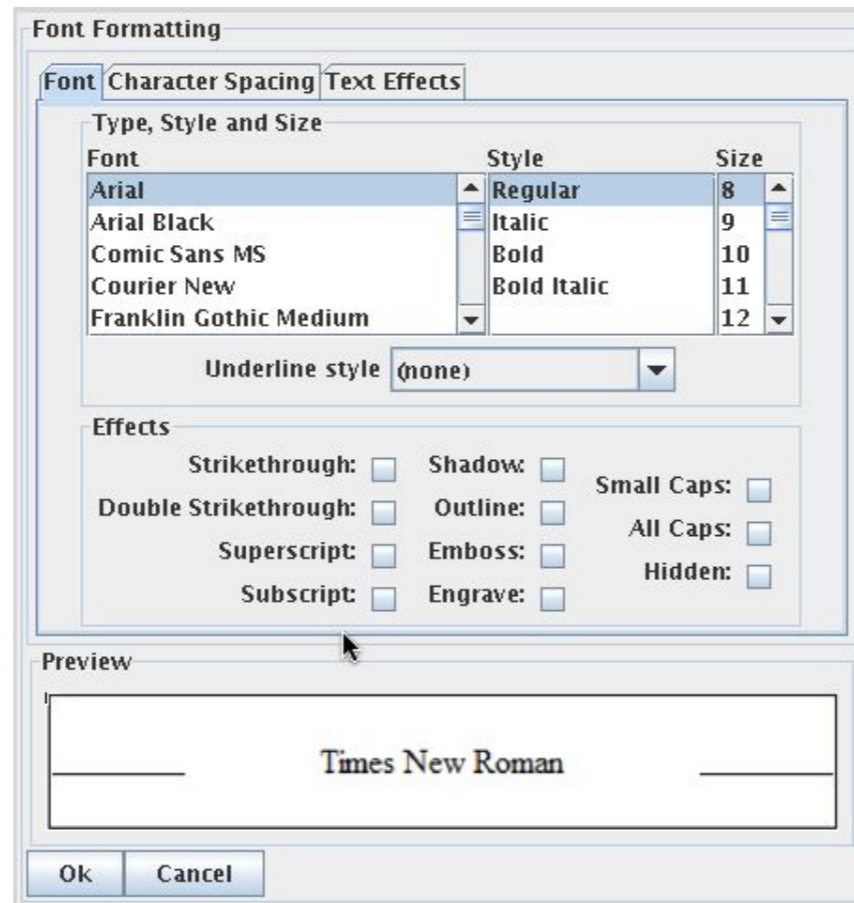 Font Formatting
Font Character Spacing Text Effects
Type, Style and Size
Font Style Size
Arial Regular 8
Arial Black Italic 9
Comic Sans MS Bold 10
Courier New Bold Italic 11
Franklin Gothic Medium 12
Underline style (none)
Effects
Strikethrough: Shadow: Small Caps:
Double Strikethrough: Outline: All Caps:
Superscript: Emboss: Hidden:
Subscript: Engrave:
Preview
Times New Roman
Ok Cancel